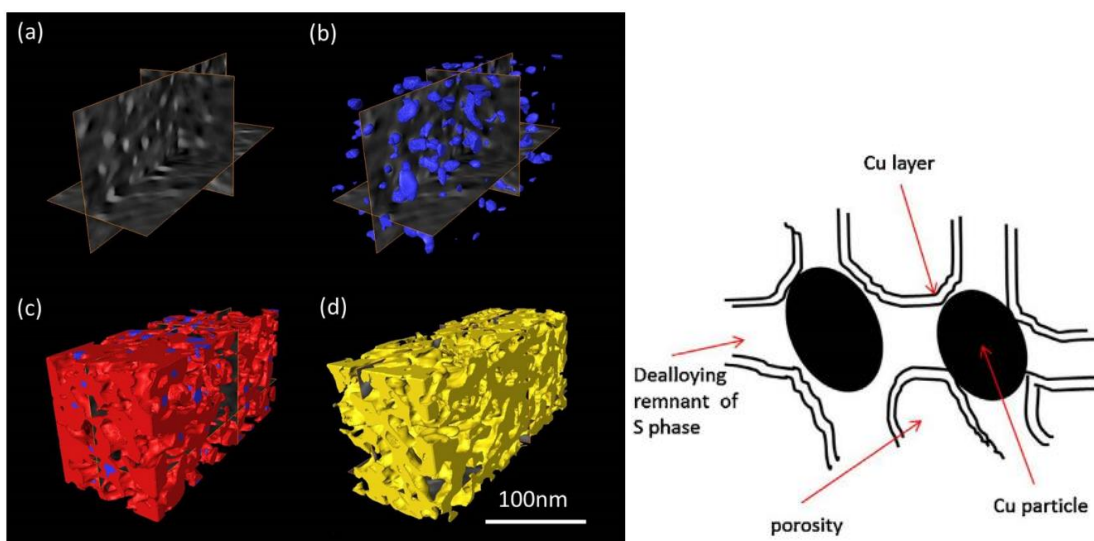 (a)
(b)
(c)
(d)
100nm
Cu layer
Dealloying
remnant of
S phase
porosity
Cu particle